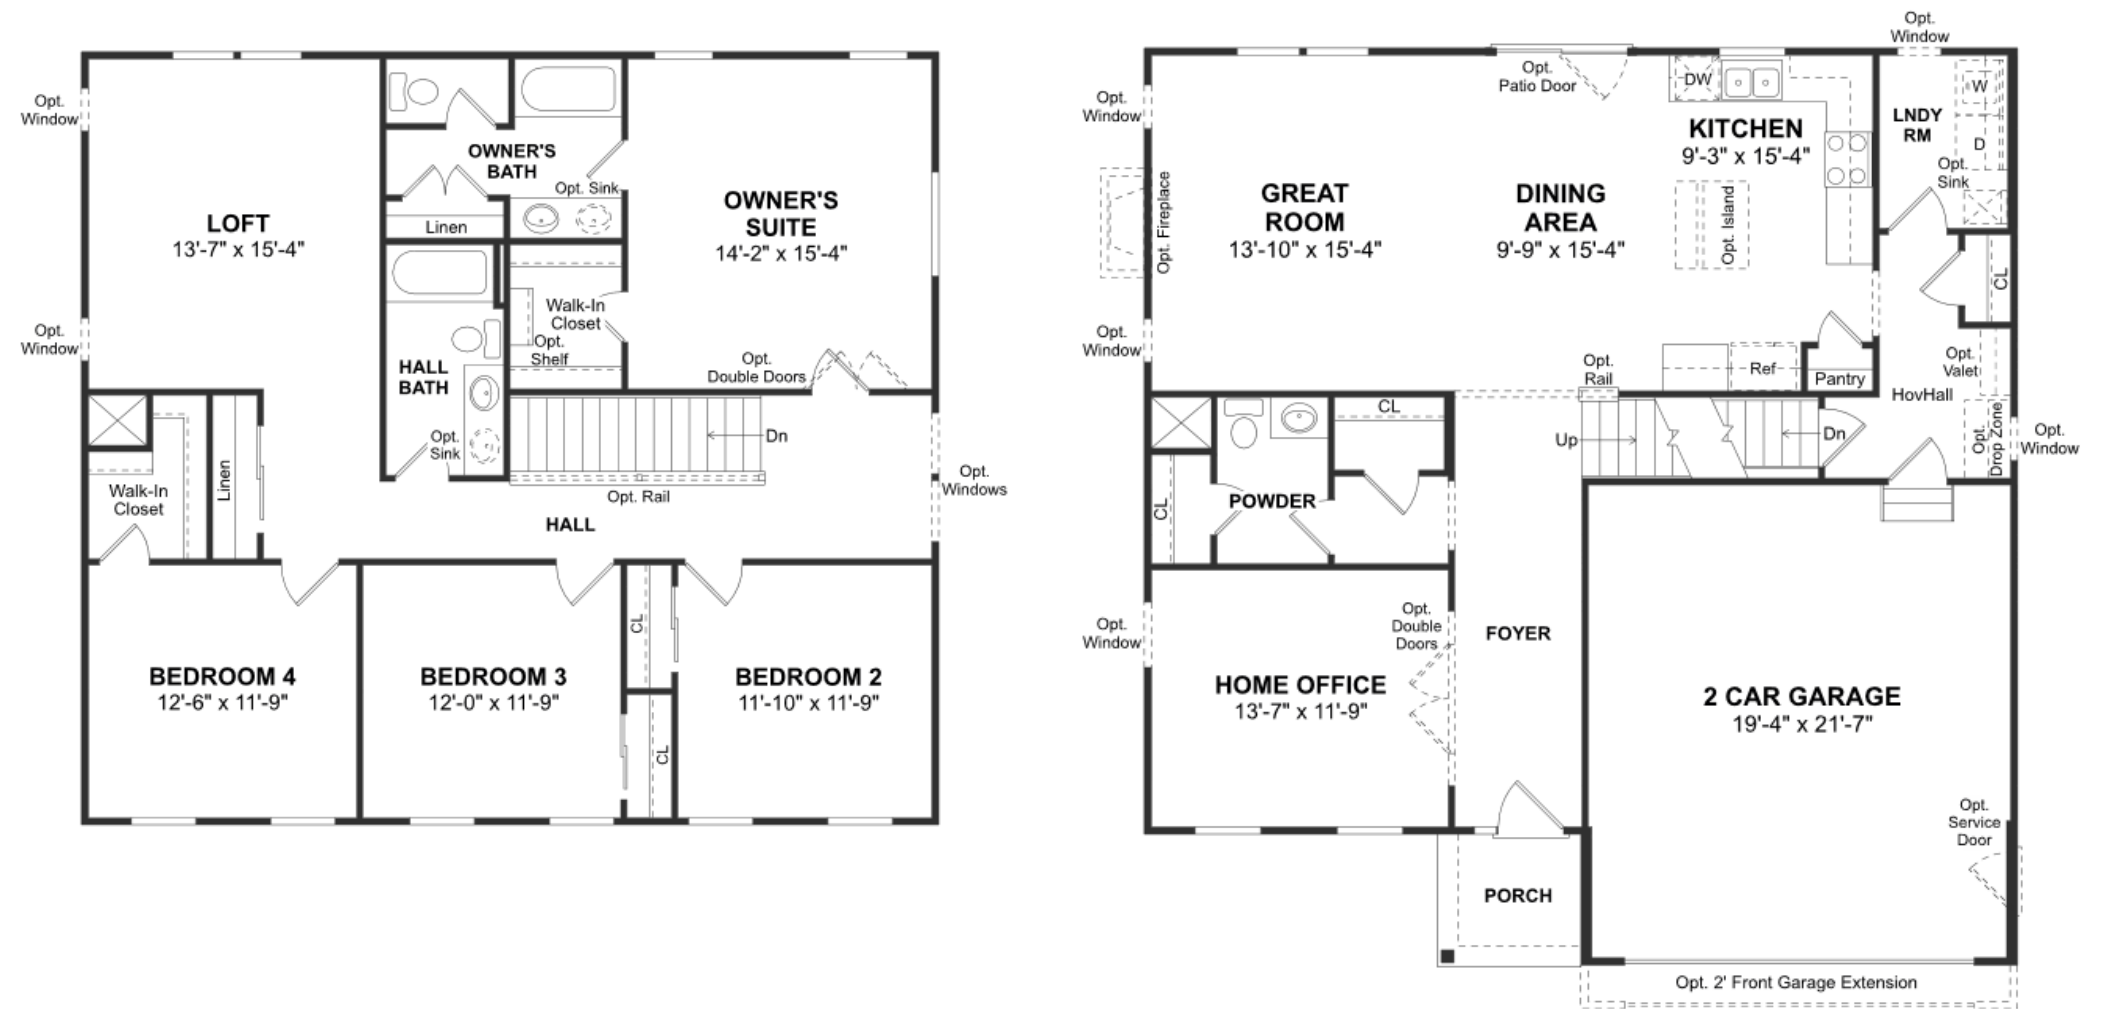 Opt.
Window
LOFT
13'-7" x 15'-4"
Opt.
Window
OWNER'S
BATH
Opt. Sink
Linen
OWNER'S
SUITE
14'-2" x 15'-4"
Walk-In
Closet
Opt.
Shelf
HALL
BATH
Opt.
Sink
Opt.
Double Doors
Dn
Opt. Rail
HALL
Opt.
Windows
Walk-In
Closet
Linen
BEDROOM 4
12'-6" x 11'-9"
BEDROOM 3
12'-0" x 11'-9"
CL
CL
BEDROOM 2
11'-10" x 11'-9"
Opt.
Window
Opt.
Window
Opt. Fireplace
Opt.
Window
GREAT
ROOM
13'-10" x 15'-4"
Opt.
Patio Door
DINING
AREA
9'-9" x 15'-4"
DW
KITCHEN
9'-3" x 15'-4"
Opt. Island
LNDY
RM
W
D
Opt.
Sink
CL
Opt.
Rail
Ref
Pantry
Opt.
Valet
HovHall
Opt.
Drop Zone
Opt.
Window
Up
Dn
CL
CL
POWDER
Opt.
Window
Opt.
Double
Doors
HOME OFFICE
13'-7" x 11'-9"
FOYER
2 CAR GARAGE
19'-4" x 21'-7"
Opt.
Service
Door
PORCH
Opt. 2' Front Garage Extension